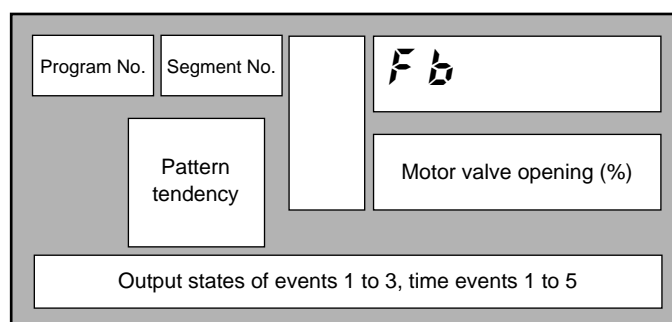 Program No.
Segment No.
F b
Pattern
tendency
Motor valve opening (%)
Output states of events 1 to 3, time events 1 to 5